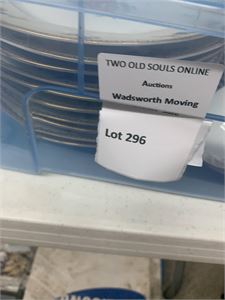 TWO OLD SOULS ONLINE
Auctions
Wadsworth Moving
Lot 296